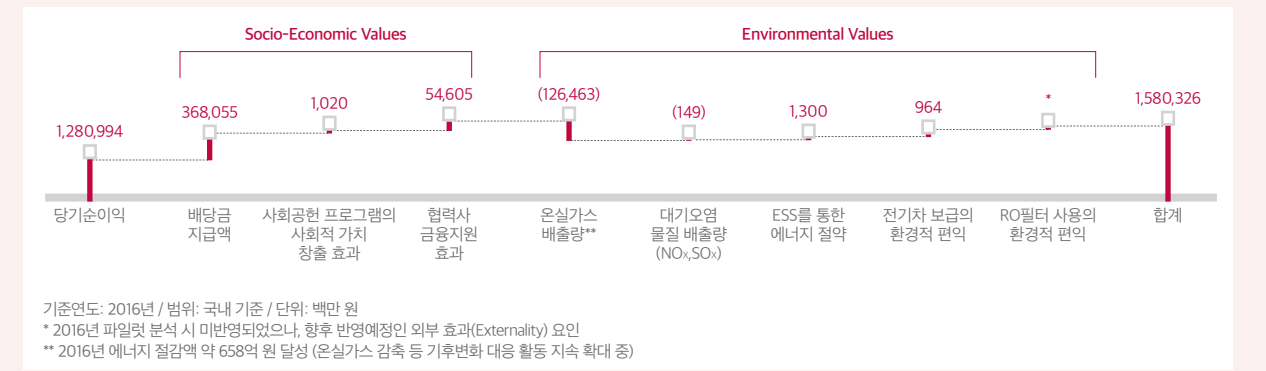 Socio-Economic Values
Environmental Values
1,280,994
368,055
1,020
54,605
(126,463)
(149)
1,300
964
*
1,580,326
당기순이익
배당금
지급액
사회공헌 프로그램의
사회적 가치
창출 효과
협력사
금융지원
효과
온실가스
배출량**
대기오염
물질 배출량
(NOx,SOx)
ESS를 통한
에너지 절약
전기차 보급의
환경적 편익
RO필터 사용의
환경적 편익
합계
기준연도: 2016년 / 범위: 국내 기준 / 단위: 백만 원
* 2016년 파일럿 분석 시 미반영되었으나, 향후 반영예정인 외부 효과(Externality) 요인
** 2016년 에너지 절감액 약 658억 원 달성 (온실가스 감축 등 기후변화 대응 활동 지속 확대 중)